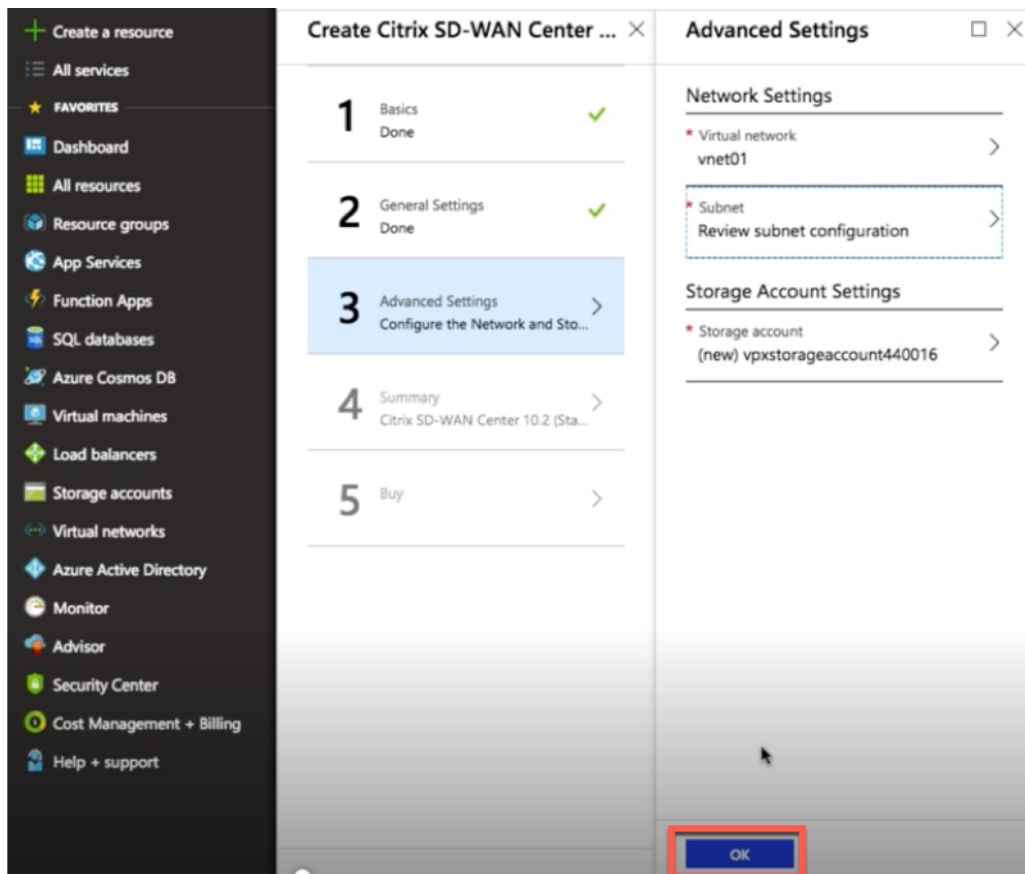 Create a resource
All services
FAVORITES
Dashboard
All resources
Resource groups
App Services
Function Apps
SQL databases
Azure Cosmos DB
Virtual machines
Load balancers
Storage accounts
Virtual networks
Azure Active Directory
Monitor
Advisor
Security Center
Cost Management + Billing
Help + support
Create Citrix SD-WAN Center ...
1
Basics
Done
2
General Settings
Done
3
Advanced Settings
Configure the Network and Sto...
4
Summary
Citrix SD-WAN Center 10.2 (Sta...
5
Buy
Advanced Settings
Network Settings
* Virtual network
vnet01
* Subnet
Review subnet configuration
Storage Account Settings
* Storage account
(new) vpxstorageaccount440016
OK